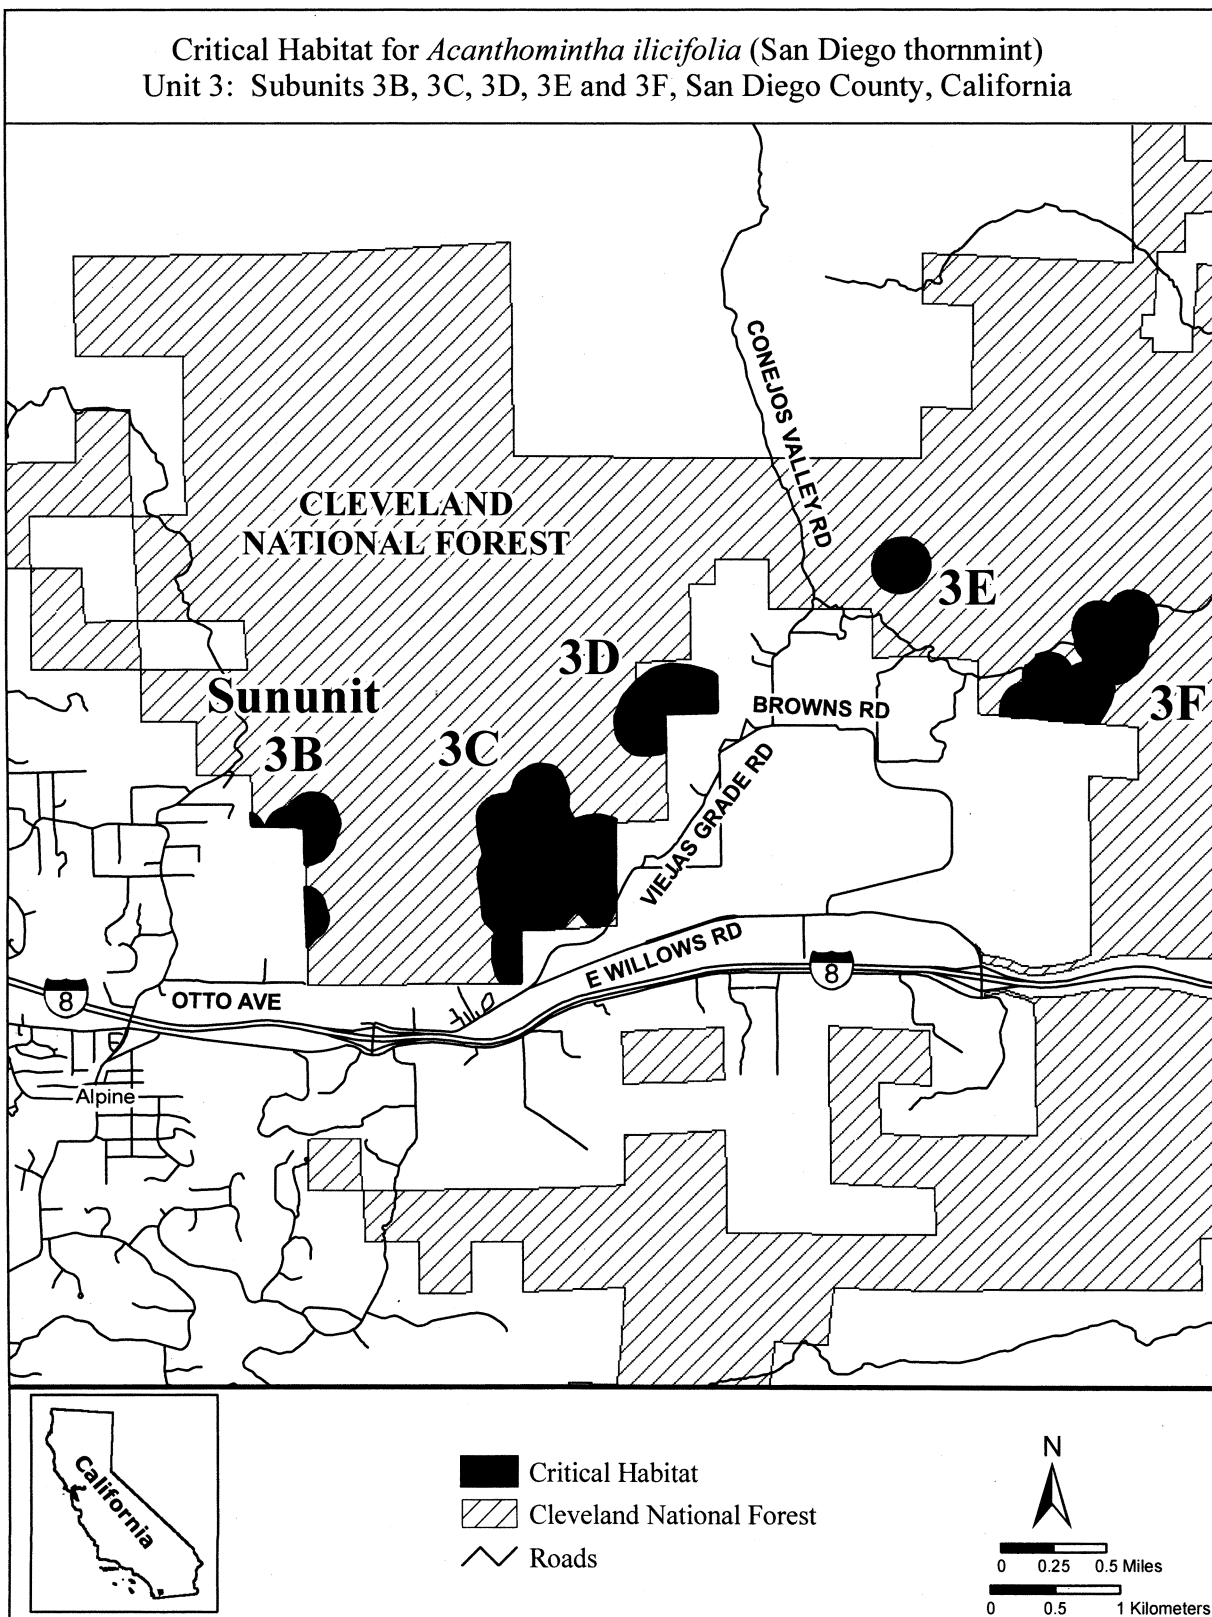 Critical Habitat for Acanthomintha ilicifolia (San Diego thornmint)
Unit 3: Subunits 3B, 3C, 3D, 3E and 3F, San Diego County, California
CONEJOS VALLEY RD
CLEVELAND
NATIONAL FOREST
3E
3D
Sununit
3B
3C
BROWNS RD
3F
VIEJAS GRADE RD
E WILLOWS RD
8
8
OTTO AVE
Alpine
California
Critical Habitat
Cleveland National Forest
Roads
N
0 0.25 0.5 Miles
0 0.5 1 Kilometers